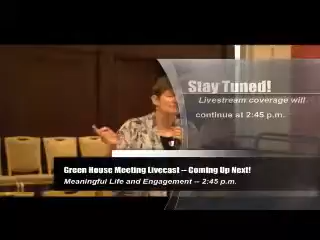 Stay Tuned!
Livestream coverage will
continue at 2:45 p.m.
Green House Meeting Livecast -- Coming Up Next!
Meaningful Life and Engagement -- 2:45 p.m.